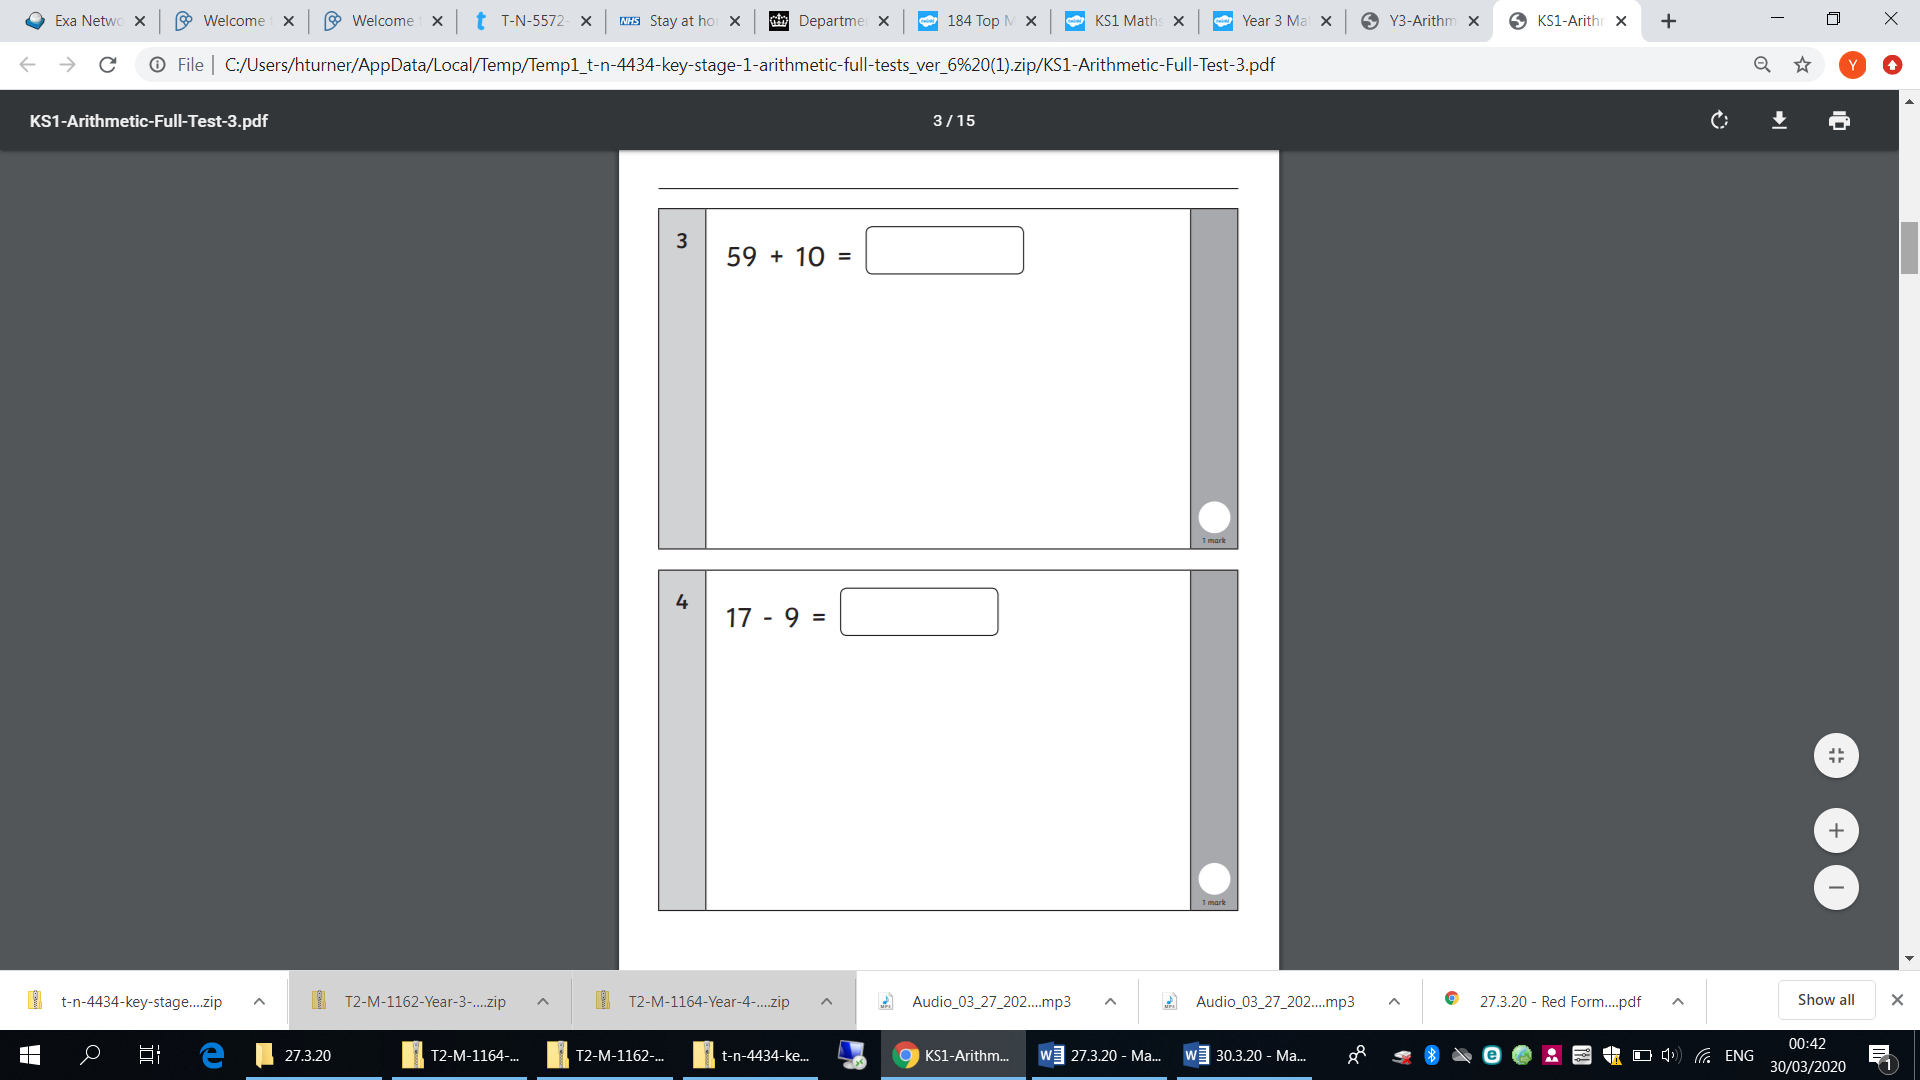 Exa Netwo
Welcome
Welcome
T-N-5572-
NHS Stay at ho
Departme
184 Top M
KS1 Maths
Year 3 Ma
Y3-Arithm
KS1-Arith
File
C:/Users/hturner/AppData/Local/Temp/Temp1_t-n-4434-key-stage-1-arithmetic-full-tests_ver_6%20(1).zip/KS1-Arithmetic-Full-Test-3.pdf
Y
KS1-Arithmetic-Full-Test-3.pdf
3 / 15
3
59 + 10 =
1 mark
4
17 - 9 =
1 mark
t-n-4434-key-stage....zip
T2-M-1162-Year-3-....zip
T2-M-1164-Year-4-....zip
Audio_03_27_202....mp3
Audio_03_27_202....mp3
27.3.20 - Red Form....pdf
Show all
27.3.20
T2-M-1164-...
T2-M-1162-...
t-n-4434-ke...
KS1-Arithm...
27.3.20 - Ma...
30.3.20 - Ma...
ENG
00:42
30/03/2020
1